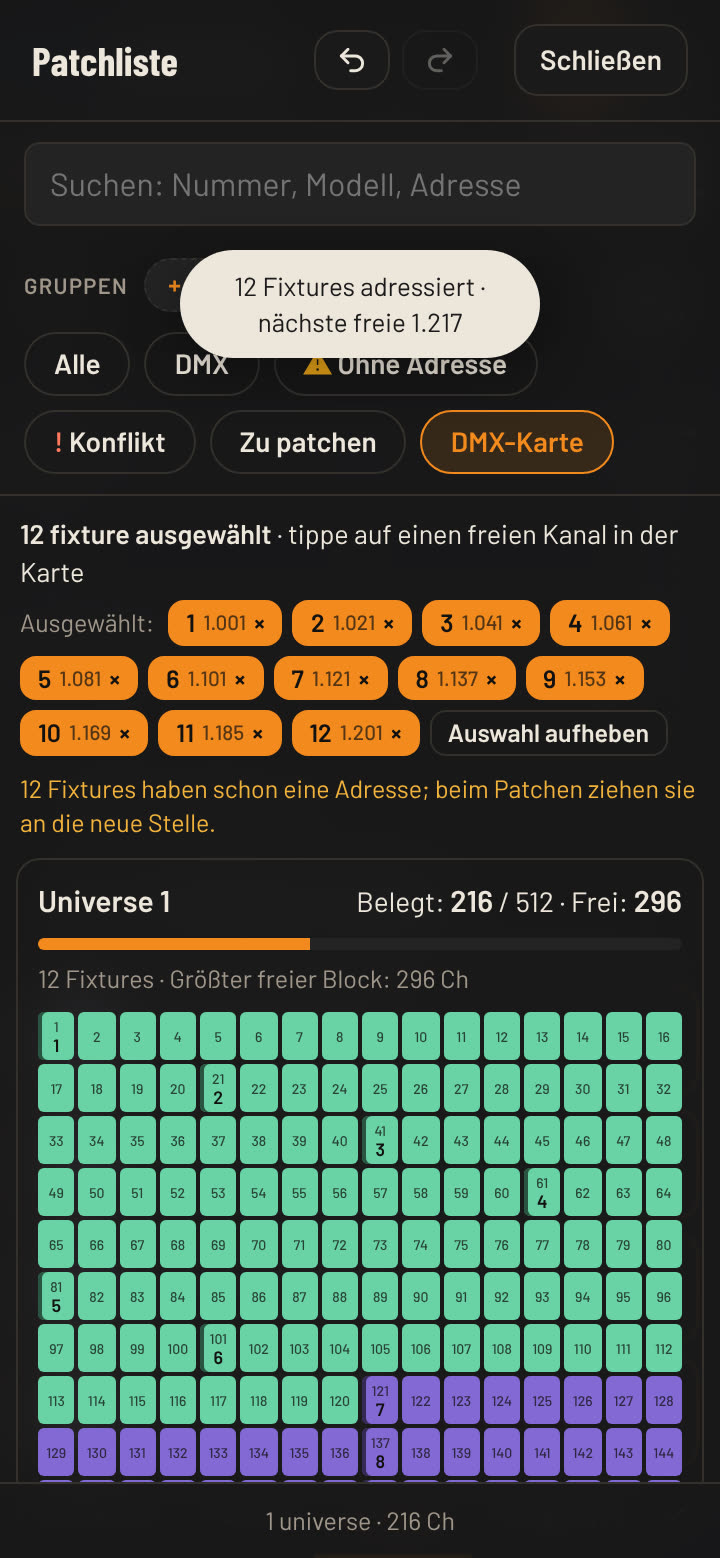 Patchliste
Schließen
Suchen: Nummer, Modell, Adresse
12 Fixtures adressiert ·
nächste freie 1.217
GRUPPEN +
Alle DMX Ohne Adresse
! Konflikt Zu patchen DMX-Karte
12 fixture ausgewählt · tippe auf einen freien Kanal in der
Karte
Ausgewählt: 1 1.001 × 2 1.021 × 3 1.041 × 4 1.061 ×
5 1.081 × 6 1.101 × 7 1.121 × 8 1.137 × 9 1.153 ×
10 1.169 × 11 1.185 × 12 1.201 × Auswahl aufheben
12 Fixtures haben schon eine Adresse; beim Patchen ziehen sie
an die neue Stelle.
Universe 1 Belegt: 216 / 512 · Frei: 296
12 Fixtures · Größter freier Block: 296 Ch
1 2 3 4 5 6 7 8 9 10 11 12 13 14 15 16
1
17 18 19 20 21 22 23 24 25 26 27 28 29 30 31 32
2
33 34 35 36 37 38 39 40 41 42 43 44 45 46 47 48
3
49 50 51 52 53 54 55 56 57 58 59 60 61 62 63 64
4
65 66 67 68 69 70 71 72 73 74 75 76 77 78 79 80
81 82 83 84 85 86 87 88 89 90 91 92 93 94 95 96
5
97 98 99 100 101 102 103 104 105 106 107 108 109 110 111 112
6
113 114 115 116 117 118 119 120 121 122 123 124 125 126 127 128
7
129 130 131 132 133 134 135 136 137 138 139 140 141 142 143 144
8
1 universe · 216 Ch